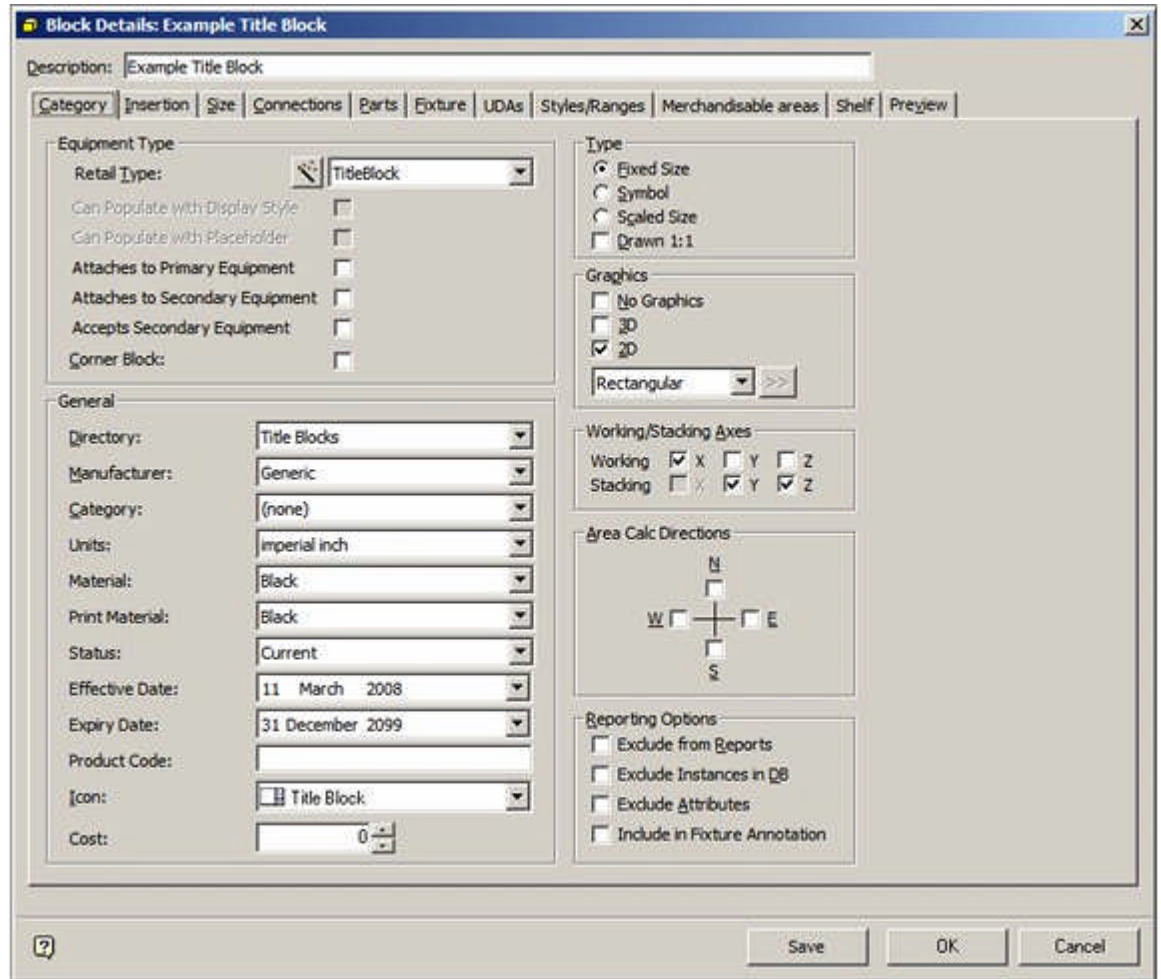 Block Details: Example Title Block
Description: Example Title Block
Category Insertion Size Connections Parts Fixture UDAs Styles/Ranges Merchandisable areas Shelf Preview
Equipment Type
Retail Type: TitleBlock
Can Populate with Display Style
Can Populate with Placeholder
Attaches to Primary Equipment
Attaches to Secondary Equipment
Accepts Secondary Equipment
Corner Block:
General
Directory: Title Blocks
Manufacturer: Generic
Category: (none)
Units: imperial inch
Material: Black
Print Material: Black
Status: Current
Effective Date: 11 March 2008
Expiry Date: 31 December 2099
Product Code:
Icon: Title Block
Cost: 0
Type
Fixed Size
Symbol
Scaled Size
Drawn 1:1
Graphics
No Graphics
3D
2D
Rectangular >>
Working/Stacking Axes
Working X Y Z
Stacking X Y Z
Area Calc Directions
N
W E
S
Reporting Options
Exclude from Reports
Exclude Instances in DB
Exclude Attributes
Include in Fixture Annotation
? Save OK Cancel